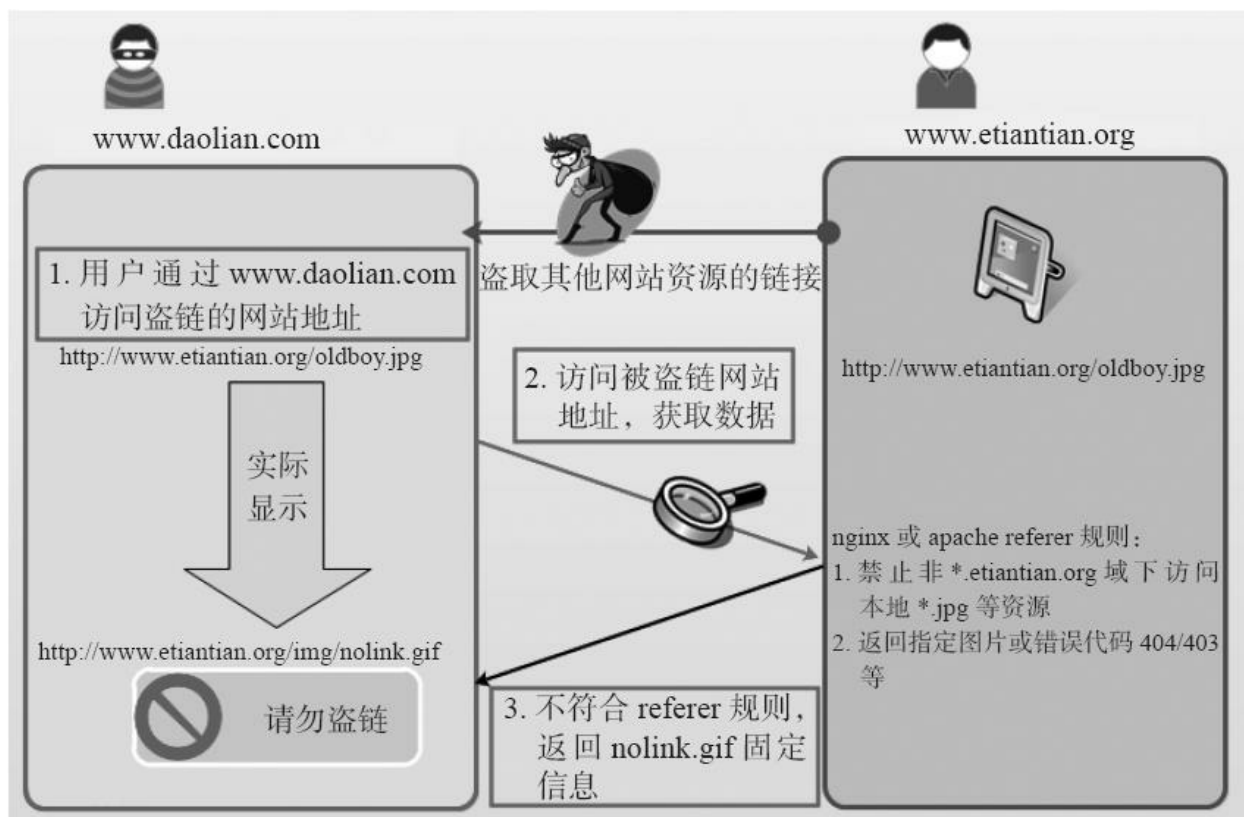 www.daolian.com
www.etiantian.org
1. 用户通过 www.daolian.com
访问盗链的网站地址
http://www.etiantian.org/oldboy.jpg
盗取其他网站资源的链接
2. 访问被盗链网站
地址，获取数据
http://www.etiantian.org/oldboy.jpg
实际
显示
nginx 或 apache referer 规则：
1. 禁止非 *.etiantian.org 域下访问
本地 *.jpg 等资源
2. 返回指定图片或错误代码 404/403
等
http://www.etiantian.org/img/nolink.gif
请勿盗链
3. 不符合 referer 规则，
返回 nolink.gif 固定
信息